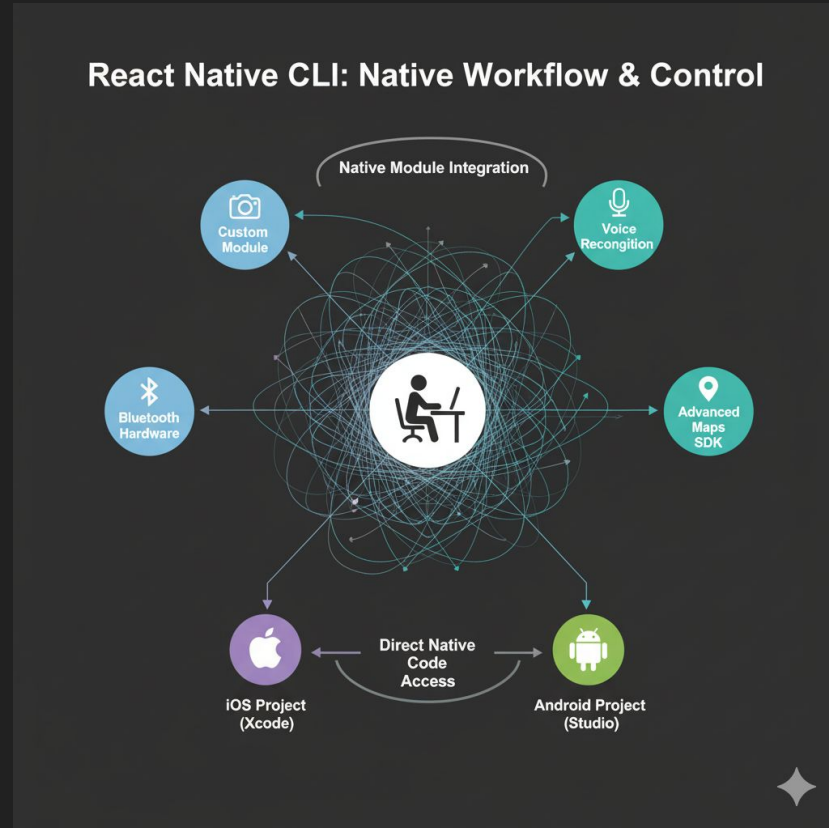 React Native CLI: Native Workflow & Control
Native Module Integration
Custom
Module
Voice
Recongition
Bluetooth
Hardware
Advanced
Maps
SDK
Direct Native
Code
Access
iOS Project
(Xcode)
Android Project
(Studio)